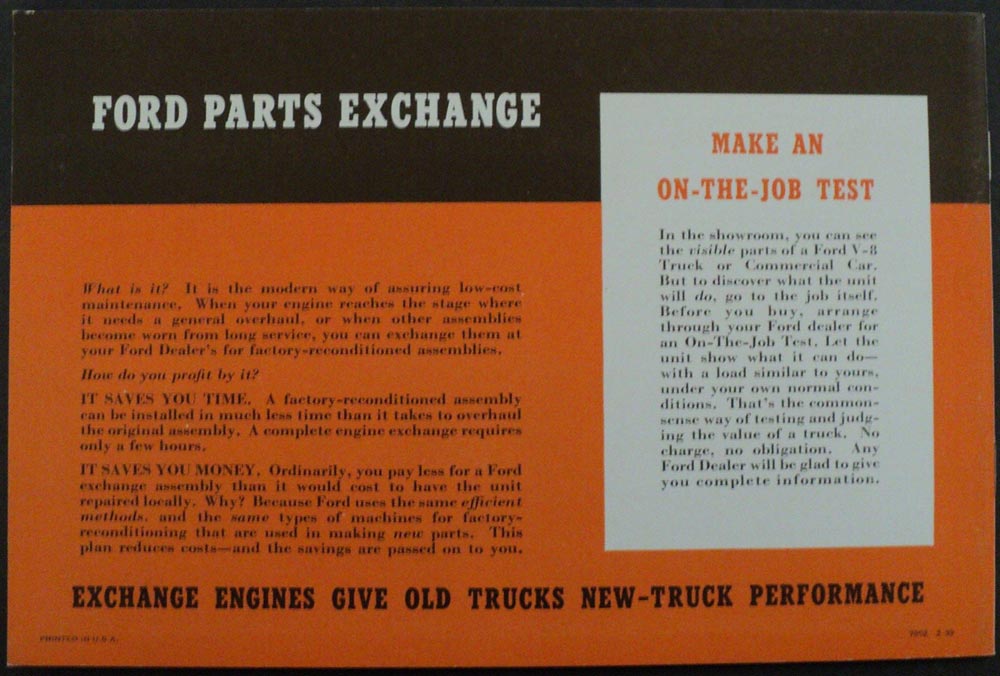 FORD PARTS EXCHANGE
What is it? It is the modern way of assuring low-cost
maintenance. When your engine reaches the stage where
it needs a general overhaul, or when other assemblies
become worn from long service, you can exchange them at
your Ford Dealer's for factory-reconditioned assemblies.
How do you profit by it?
IT SAVES YOU TIME. A factory-reconditioned assembly
can be installed in much less time than it takes to overhaul
the original assembly. A complete engine exchange requires
only a few hours.
IT SAVES YOU MONEY. Ordinarily, you pay less for a Ford
exchange assembly than it would cost to have the unit
repaired locally. Why? Because Ford uses the same efficient
methods, and the same types of machines for factory-
reconditioning that are used in making new parts. This
plan reduces costs—and the savings are passed on to you.
MAKE AN
ON-THE-JOB TEST
In the showroom, you can see
the visible parts of a Ford V-8
Truck or Commercial Car.
But to discover what the unit
will do, go to the job itself.
Before you buy, arrange
through your Ford dealer for
an On-The-Job Test. Let the
unit show what it can do—
with a load similar to yours,
under your own normal con-
ditions. That's the common-
sense way of testing and judg-
ing the value of a truck. No
charge, no obligation. Any
Ford Dealer will be glad to give
you complete information.
EXCHANGE ENGINES GIVE OLD TRUCKS NEW-TRUCK PERFORMANCE
PRINTED IN U.S.A.